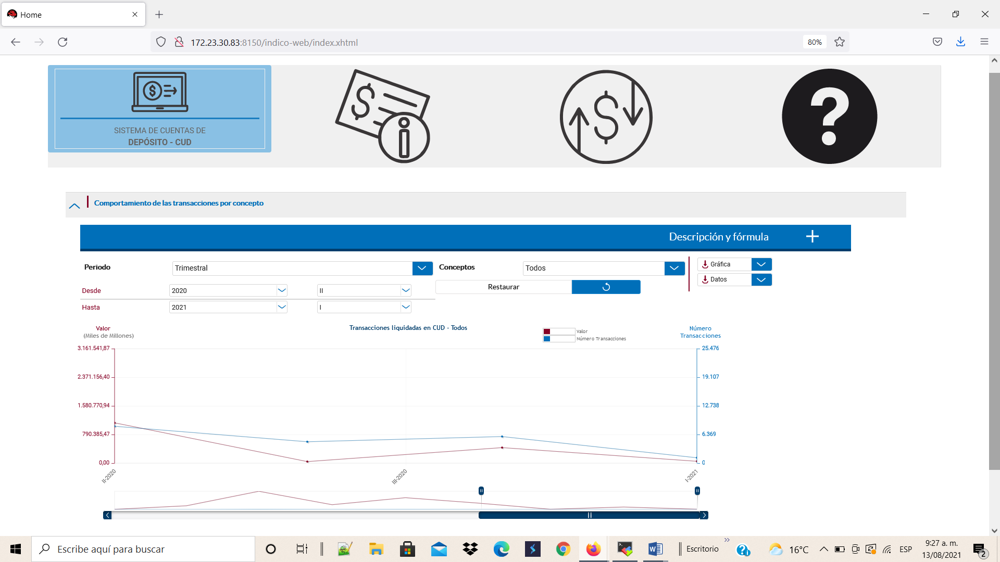 Home
172.23.30.83:8150/indico-web/index.xhtml
80%
SISTEMA DE CUENTAS DE
DEPÓSITO - CUD
Comportamiento de las transacciones por concepto
Descripción y fórmula
Periodo
Trimestral
Conceptos
Todos
Gráfica
Datos
Restaurar
Desde
2020
II
Hasta
2021
I
Valor
(Miles de Millones)
Transacciones liquidadas en CUD - Todos
Valor
Número Transacciones
Número
Transacciones
3.161.541,87
25.476
2.371.156,40
19.107
1.580.770,94
12.738
790.385,47
6.369
0,00
0
II-2020
III-2020
I-2021
Escribe aquí para buscar
Escritorio
16°C
ESP
9:27 a. m.
13/08/2021
2